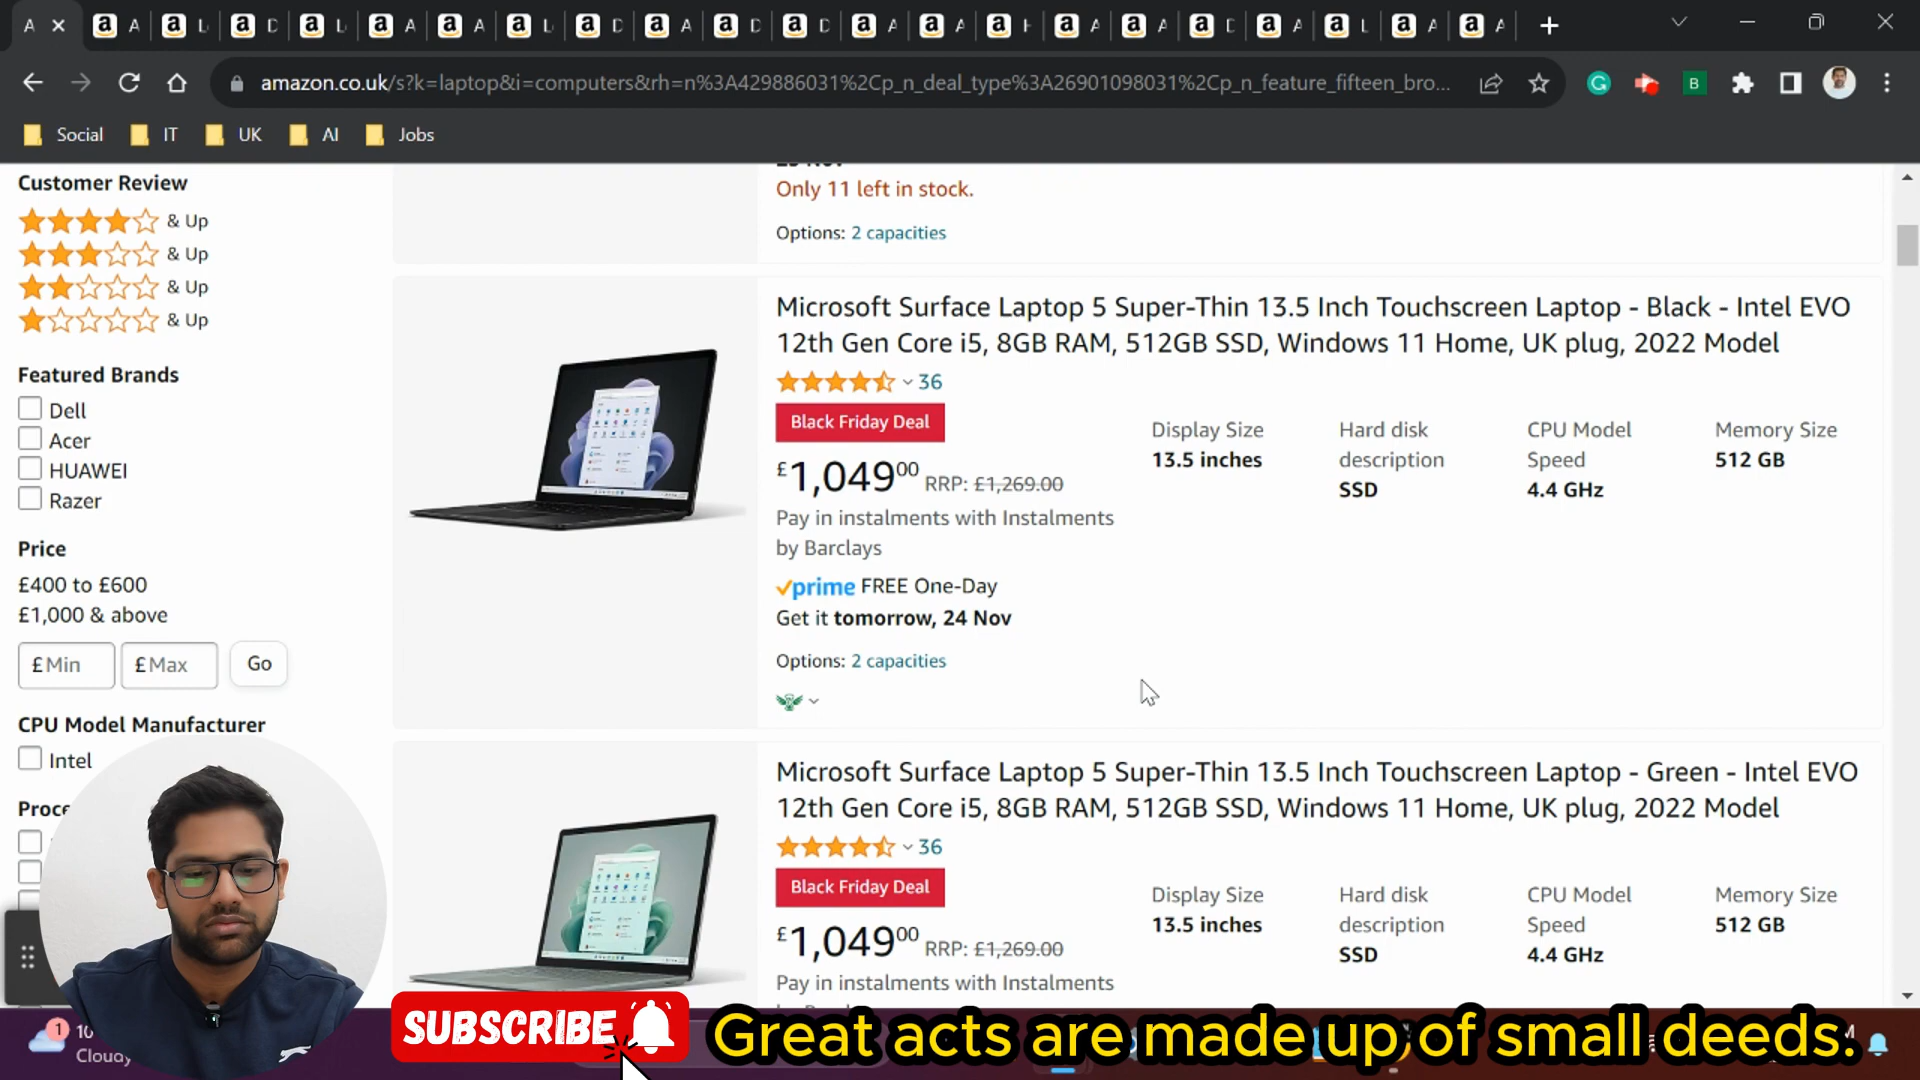 amazon.co.uk/s?k=laptop&i=computers&rh=n%3A429886031%2Cp_n_deal_type%3A26901098031%2Cp_n_feature_fifteen_bro...
Social
IT
UK
AI
Jobs
Customer Review
& Up
& Up
& Up
& Up
Featured Brands
Dell
Acer
HUAWEI
Razer
Price
£400 to £600
£1,000 & above
£ Min
£ Max
Go
CPU Model Manufacturer
Intel
Only 11 left in stock.
Options: 2 capacities
Microsoft Surface Laptop 5 Super-Thin 13.5 Inch Touchscreen Laptop - Black - Intel EVO
12th Gen Core i5, 8GB RAM, 512GB SSD, Windows 11 Home, UK plug, 2022 Model
36
Black Friday Deal
£1,049.00 RRP: £1,269.00
Pay in instalments with Instalments
by Barclays
prime FREE One-Day
Get it tomorrow, 24 Nov
Options: 2 capacities
Display Size
13.5 inches
Hard disk
description
SSD
CPU Model
Speed
4.4 GHz
Memory Size
512 GB
Microsoft Surface Laptop 5 Super-Thin 13.5 Inch Touchscreen Laptop - Green - Intel EVO
12th Gen Core i5, 8GB RAM, 512GB SSD, Windows 11 Home, UK plug, 2022 Model
36
Black Friday Deal
£1,049.00 RRP: £1,269.00
Pay in instalments with Instalments
Display Size
13.5 inches
Hard disk
description
SSD
CPU Model
Speed
4.4 GHz
Memory Size
512 GB
1
Cloudy
SUBSCRIBE
Great acts are made up of small deeds.